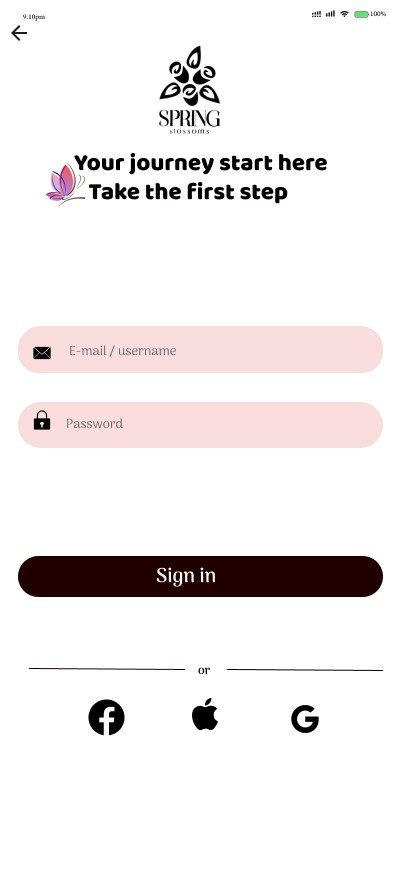 9.10pm
100%
SPRING
blossoms
Your journey start here
Take the first step
E-mail / username
Password
Sign in
or